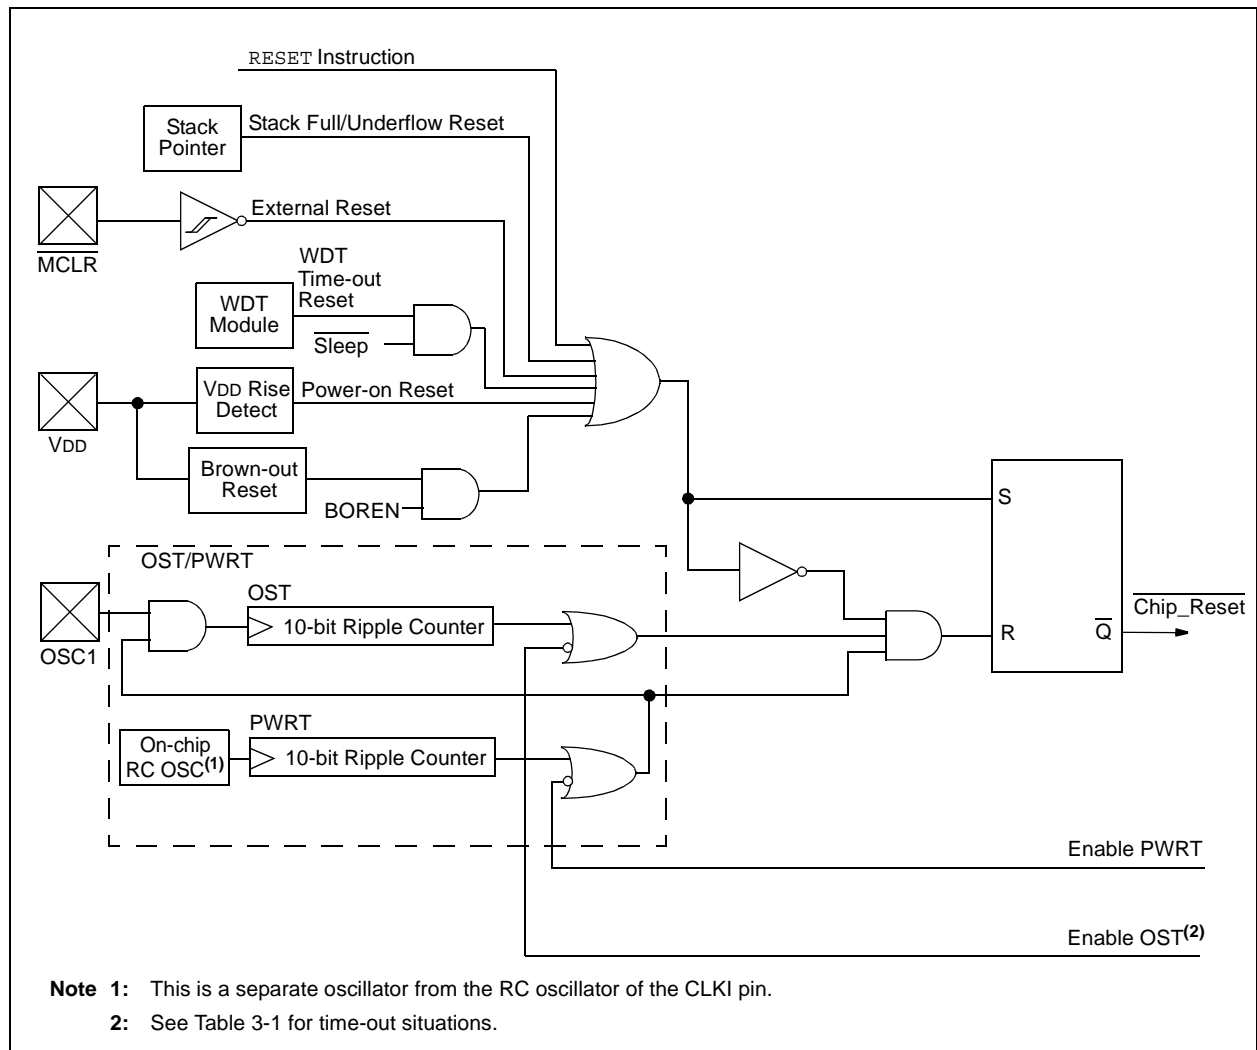 RESET Instruction
Stack
Pointer
Stack Full/Underflow Reset
External Reset
MCLR
WDT
Time-out
Reset
WDT
Module
Sleep
VDD Rise
Detect
Power-on Reset
VDD
Brown-out
Reset
BOREN
S
OST/PWRT
OST
10-bit Ripple Counter
OSC1
Chip_Reset
R
Q
PWRT
On-chip
RC OSC(1)
10-bit Ripple Counter
Enable PWRT
Enable OST(2)
Note 1: This is a separate oscillator from the RC oscillator of the CLKI pin.
2: See Table 3-1 for time-out situations.